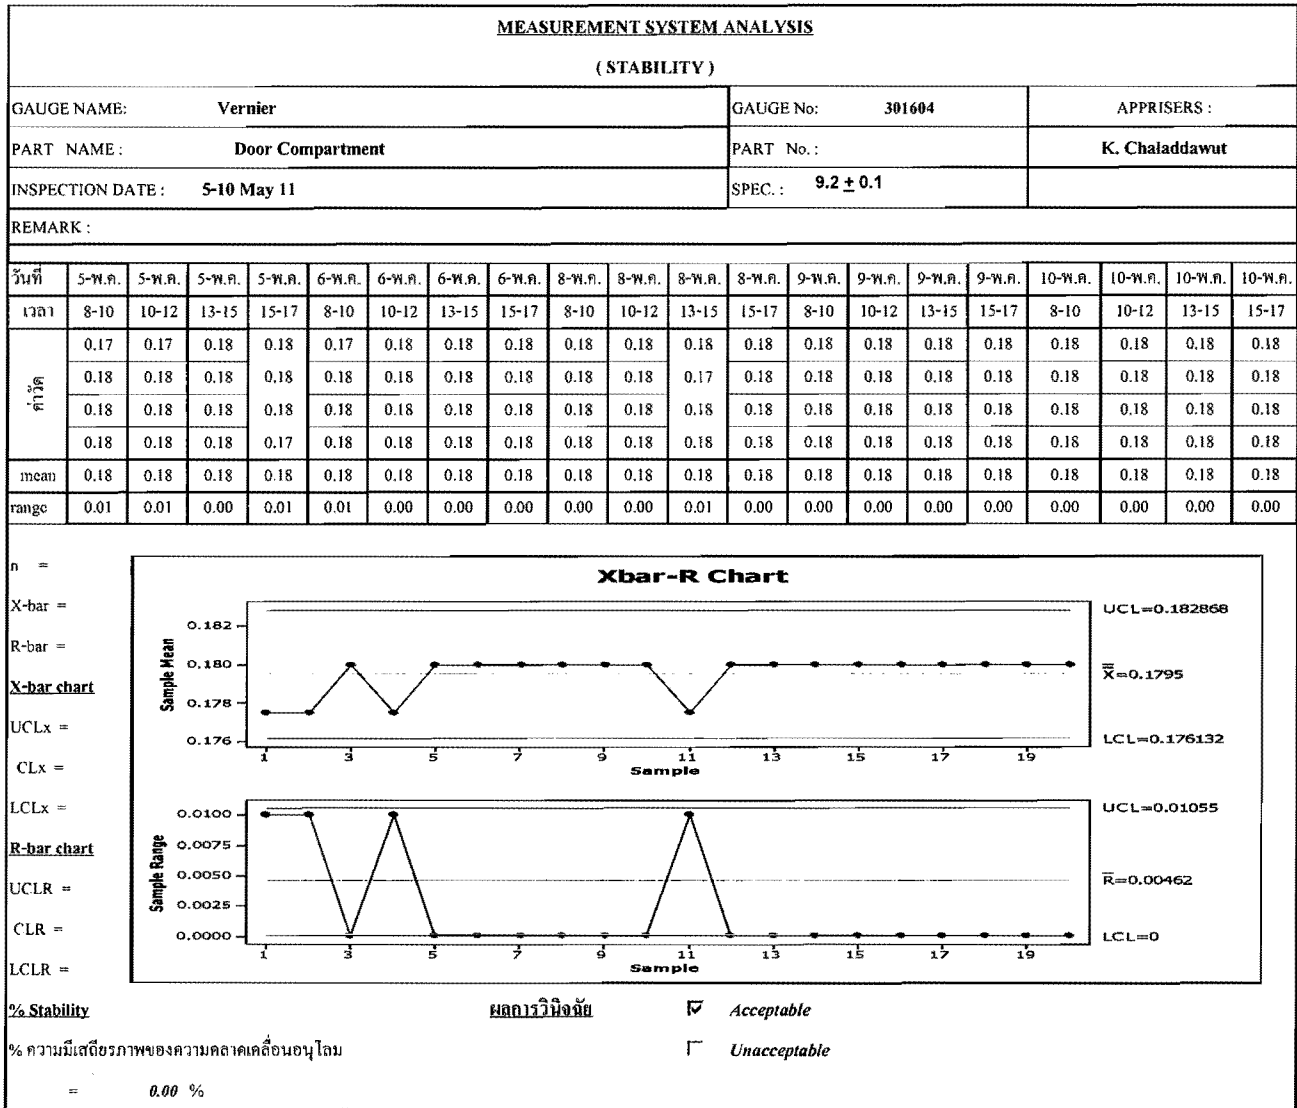 MEASUREMENT SYSTEM ANALYSIS
( STABILITY )
GAUGE NAME: Vernier GAUGE No: 301604 APPRISERS :
PART NAME : Door Compartment PART No. : K. Chaladdawut
INSPECTION DATE : 5-10 May 11 SPEC. : 9.2 ± 0.1
REMARK :
วันที่ 5-พ.ค. 5-พ.ค. 5-พ.ค. 5-พ.ค. 6-พ.ค. 6-พ.ค. 6-พ.ค. 6-พ.ค. 8-พ.ค. 8-พ.ค. 8-พ.ค. 8-พ.ค. 9-พ.ค. 9-พ.ค. 9-พ.ค. 9-พ.ค. 10-พ.ค. 10-พ.ค. 10-พ.ค. 10-พ.ค.
เวลา 8-10 10-12 13-15 15-17 8-10 10-12 13-15 15-17 8-10 10-12 13-15 15-17 8-10 10-12 13-15 15-17 8-10 10-12 13-15 15-17
ค่าวัด
0.17 0.17 0.18 0.18 0.17 0.18 0.18 0.18 0.18 0.18 0.18 0.18 0.18 0.18 0.18 0.18 0.18 0.18 0.18 0.18
0.18 0.18 0.18 0.18 0.18 0.18 0.18 0.18 0.18 0.18 0.17 0.18 0.18 0.18 0.18 0.18 0.18 0.18 0.18 0.18
0.18 0.18 0.18 0.18 0.18 0.18 0.18 0.18 0.18 0.18 0.18 0.18 0.18 0.18 0.18 0.18 0.18 0.18 0.18 0.18
0.18 0.18 0.18 0.17 0.18 0.18 0.18 0.18 0.18 0.18 0.18 0.18 0.18 0.18 0.18 0.18 0.18 0.18 0.18 0.18
mean 0.18 0.18 0.18 0.18 0.18 0.18 0.18 0.18 0.18 0.18 0.18 0.18 0.18 0.18 0.18 0.18 0.18 0.18 0.18 0.18
range 0.01 0.01 0.00 0.01 0.01 0.00 0.00 0.00 0.00 0.00 0.01 0.00 0.00 0.00 0.00 0.00 0.00 0.00 0.00 0.00
n =
X-bar =
R-bar =
X-bar chart
UCLx =
CLx =
LCLx =
R-bar chart
UCLR =
CLR =
LCLR =
Xbar-R Chart
Sample Mean
0.182
0.180
0.178
0.176
UCL=0.182868
X̿=0.1795
LCL=0.176132
1 3 5 7 9 11 13 15 17 19
Sample
Sample Range
0.0100
0.0075
0.0050
0.0025
0.0000
UCL=0.01055
R̅=0.00462
LCL=0
1 3 5 7 9 11 13 15 17 19
Sample
% Stability ผลการวินิจฉัย Acceptable
% ความมีเสถียรภาพของความคลาดเคลื่อนอนุโลม Unacceptable
= 0.00 %